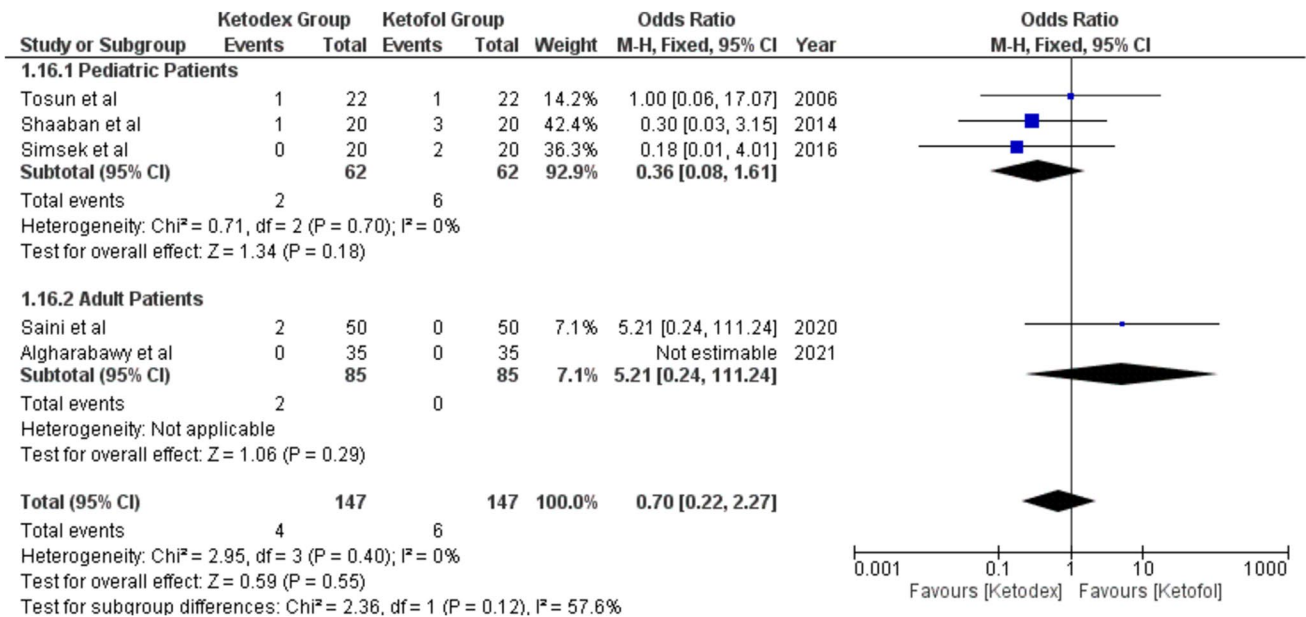 Ketodex Group Ketofol Group Odds Ratio Odds Ratio
Study or Subgroup Events Total Events Total Weight M-H, Fixed, 95% CI Year M-H, Fixed, 95% CI
1.16.1 Pediatric Patients
Tosun et al 1 22 1 22 14.2% 1.00 [0.06, 17.07] 2006
Shaaban et al 1 20 3 20 42.4% 0.30 [0.03, 3.15] 2014
Simsek et al 0 20 2 20 36.3% 0.18 [0.01, 4.01] 2016
Subtotal (95% CI) 62 62 92.9% 0.36 [0.08, 1.61]
Total events 2 6
Heterogeneity: Chi² = 0.71, df = 2 (P = 0.70); I² = 0%
Test for overall effect: Z = 1.34 (P = 0.18)
1.16.2 Adult Patients
Saini et al 2 50 0 50 7.1% 5.21 [0.24, 111.24] 2020
Algharabawy et al 0 35 0 35 Not estimable 2021
Subtotal (95% CI) 85 85 7.1% 5.21 [0.24, 111.24]
Total events 2 0
Heterogeneity: Not applicable
Test for overall effect: Z = 1.06 (P = 0.29)
Total (95% CI) 147 147 100.0% 0.70 [0.22, 2.27]
Total events 4 6
Heterogeneity: Chi² = 2.95, df = 3 (P = 0.40); I² = 0%
Test for overall effect: Z = 0.59 (P = 0.55)
Test for subgroup differences: Chi² = 2.36, df = 1 (P = 0.12), I² = 57.6%
0.001 0.1 1 10 1000
Favours [Ketodex] Favours [Ketofol]